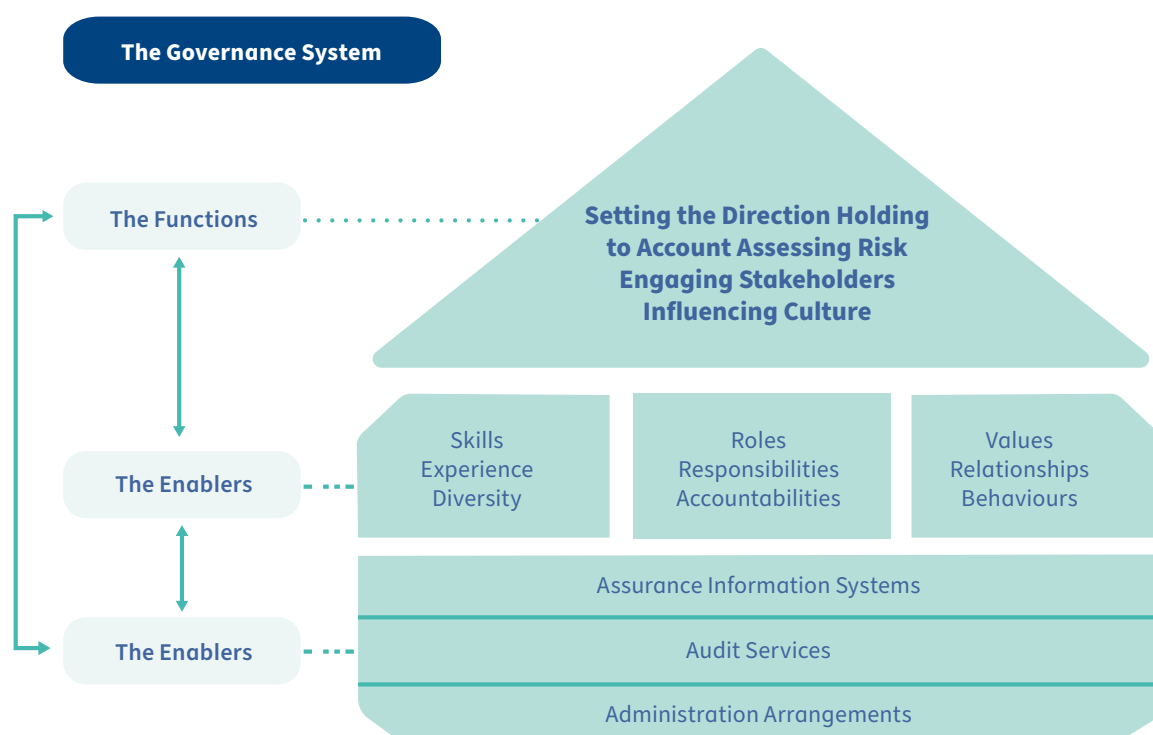 The Governance System
The Functions
Setting the Direction Holding
to Account Assessing Risk
Engaging Stakeholders
Influencing Culture
The Enablers
Skills
Experience
Diversity
Roles
Responsibilities
Accountabilities
Values
Relationships
Behaviours
The Enablers
Assurance Information Systems
Audit Services
Administration Arrangements